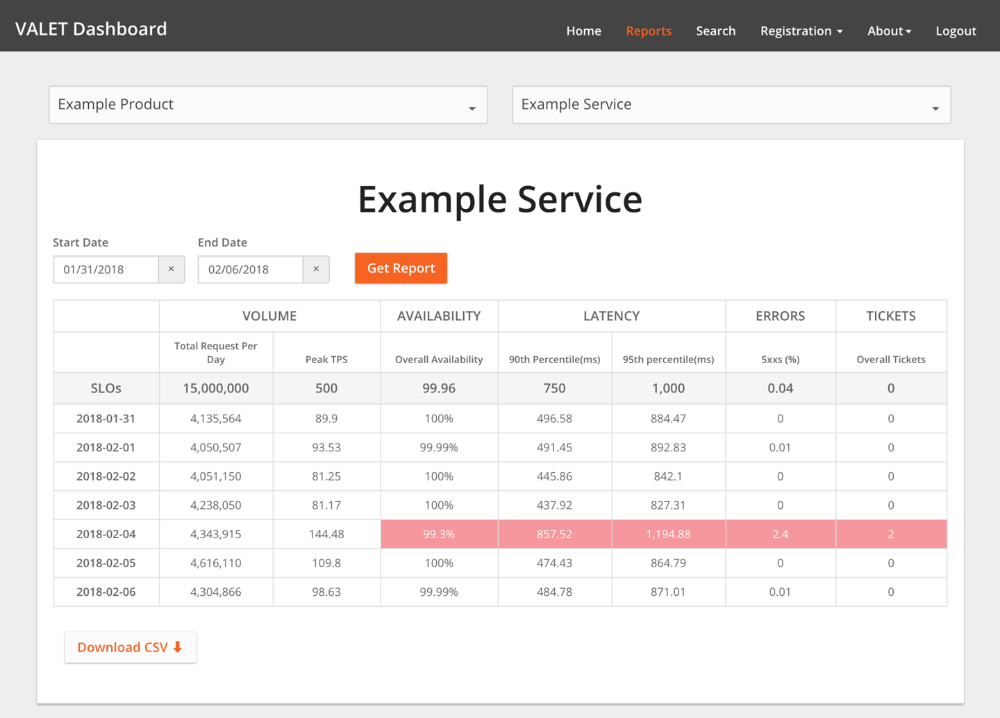 VALET Dashboard
Home Reports Search Registration About Logout
Example Product Example Service
Example Service
Start Date End Date
01/31/2018 × 02/06/2018 × Get Report
VOLUME AVAILABILITY LATENCY ERRORS TICKETS
Total Request Per Day Peak TPS Overall Availability 90th Percentile(ms) 95th percentile(ms) 5xxs (%) Overall Tickets
SLOs 15,000,000 500 99.96 750 1,000 0.04 0
2018-01-31 4,135,564 89.9 100% 496.58 884.47 0 0
2018-02-01 4,050,507 93.53 99.99% 491.45 892.83 0.01 0
2018-02-02 4,051,150 81.25 100% 445.86 842.1 0 0
2018-02-03 4,238,050 81.17 100% 437.92 827.31 0 0
2018-02-04 4,343,915 144.48 99.3% 857.52 1,194.88 2.4 2
2018-02-05 4,616,110 109.8 100% 474.43 864.79 0 0
2018-02-06 4,304,866 98.63 99.99% 484.78 871.01 0.01 0
Download CSV